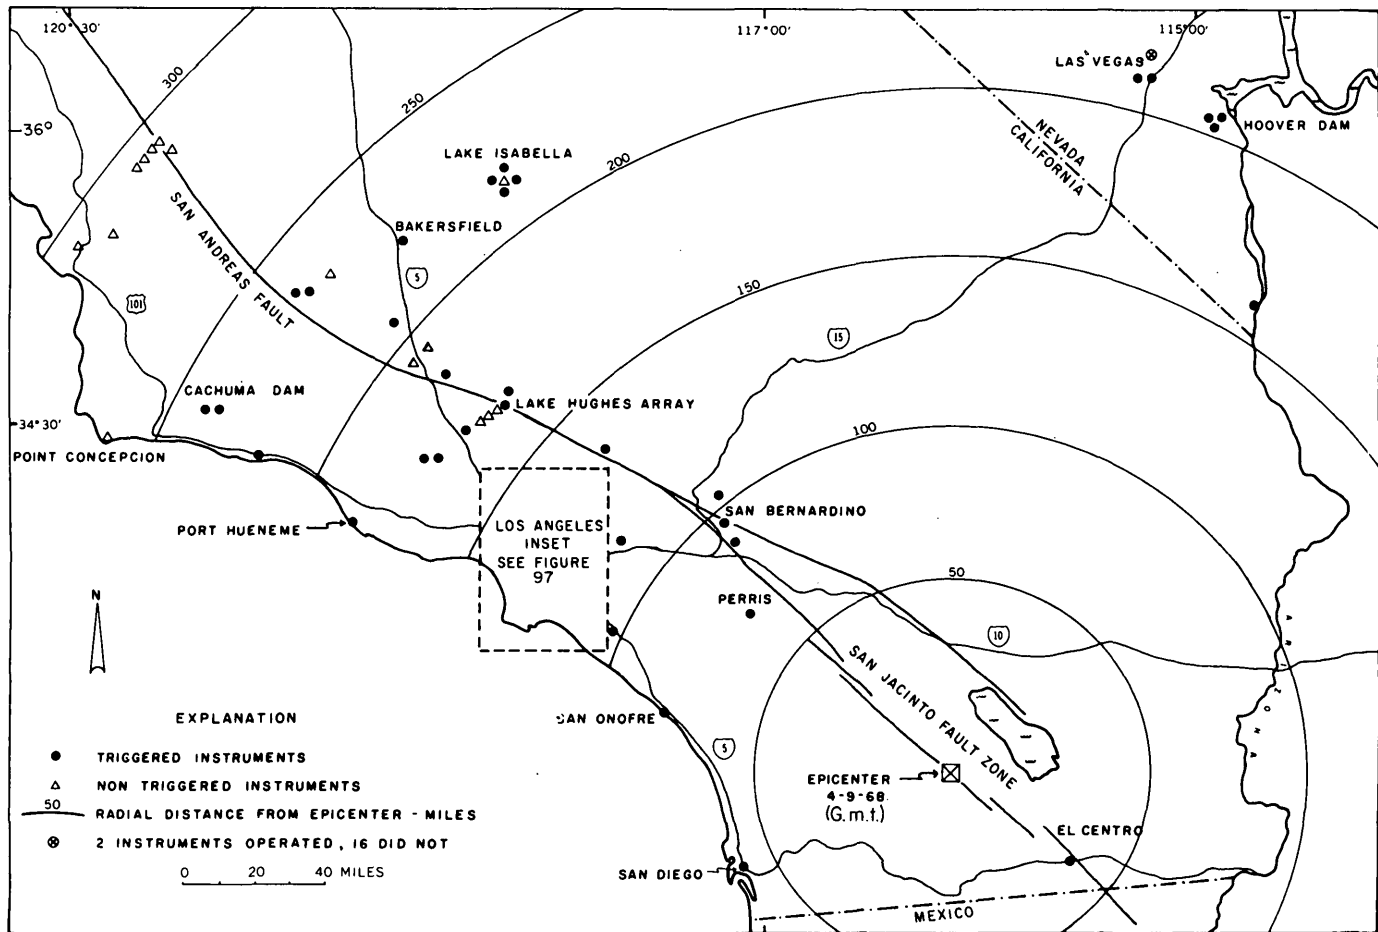 120°30'
117°00'
115°00'
300
250
200
150
100
50
36°
34°30'
LAS VEGAS
HOOVER DAM
NEVADA
CALIFORNIA
LAKE ISABELLA
BAKERSFIELD
SAN ANDREAS FAULT
5
101
15
CACHUMA DAM
LAKE HUGHES ARRAY
POINT CONCEPCION
PORT HUENEME
LOS ANGELES
INSET
SEE FIGURE
97
SAN BERNARDINO
PERRIS
10
ARIZONA
SAN JACINTO FAULT ZONE
SAN ONOFRE
5
EPICENTER
4-9-68
(G.m.t.)
EL CENTRO
SAN DIEGO
MEXICO
N
EXPLANATION
TRIGGERED INSTRUMENTS
NON TRIGGERED INSTRUMENTS
50 RADIAL DISTANCE FROM EPICENTER - MILES
2 INSTRUMENTS OPERATED, 16 DID NOT
0 20 40 MILES